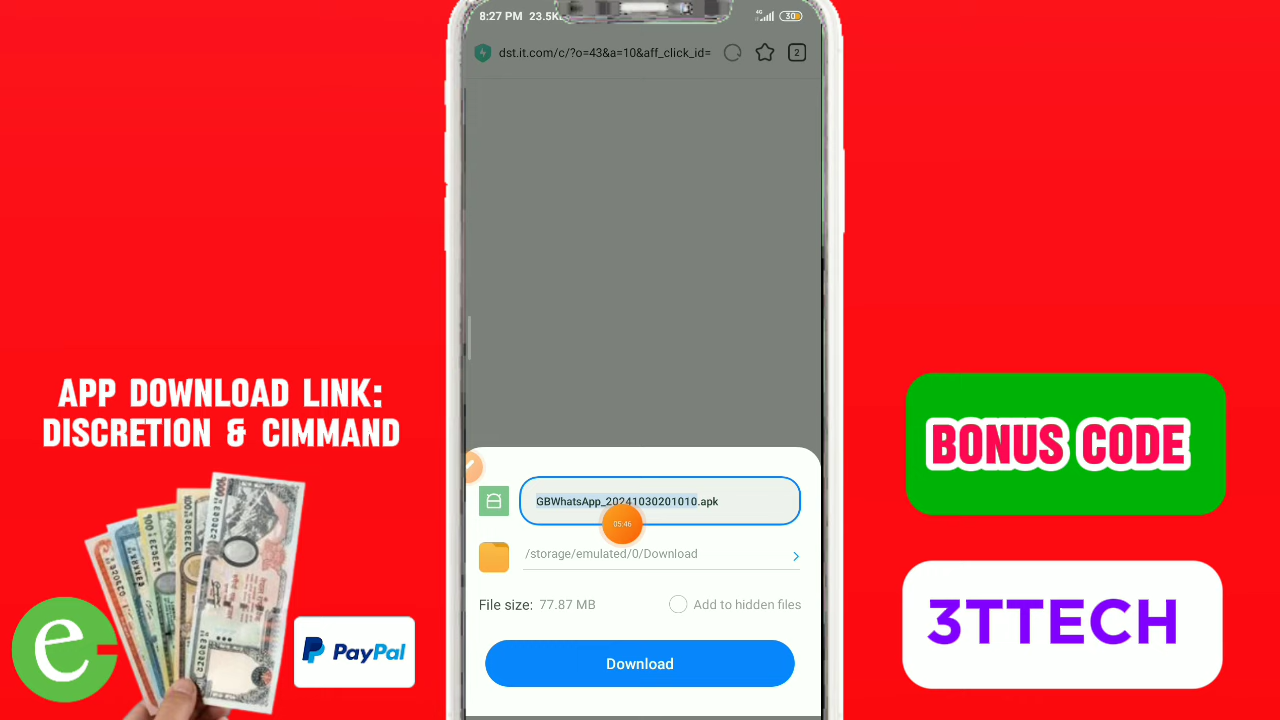 8:27 PM 23.5K
4G
30
dst.it.com/c/?o=43&a=10&aff_click_id=
2
APP DOWNLOAD LINK:
DISCRETION & CIMMAND
PayPal
GBWhatsApp_20241030201010.apk
05:46
/storage/emulated/0/Download
File size: 77.87 MB
Add to hidden files
Download
BONUS CODE
3TTECH